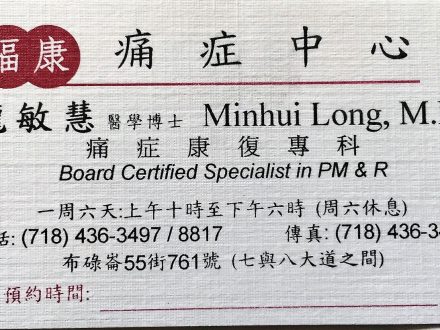 福康 痛症中心
龍敏慧 醫學博士 Minhui Long, M.
痛症康復專科
Board Certified Specialist in PM & R
一周六天:上午十時至下午六時 (周六休息)
話: (718) 436-3497 / 8817 傳真: (718) 436-34
布碌崙55街761號 (七與八大道之間)
預約時間: